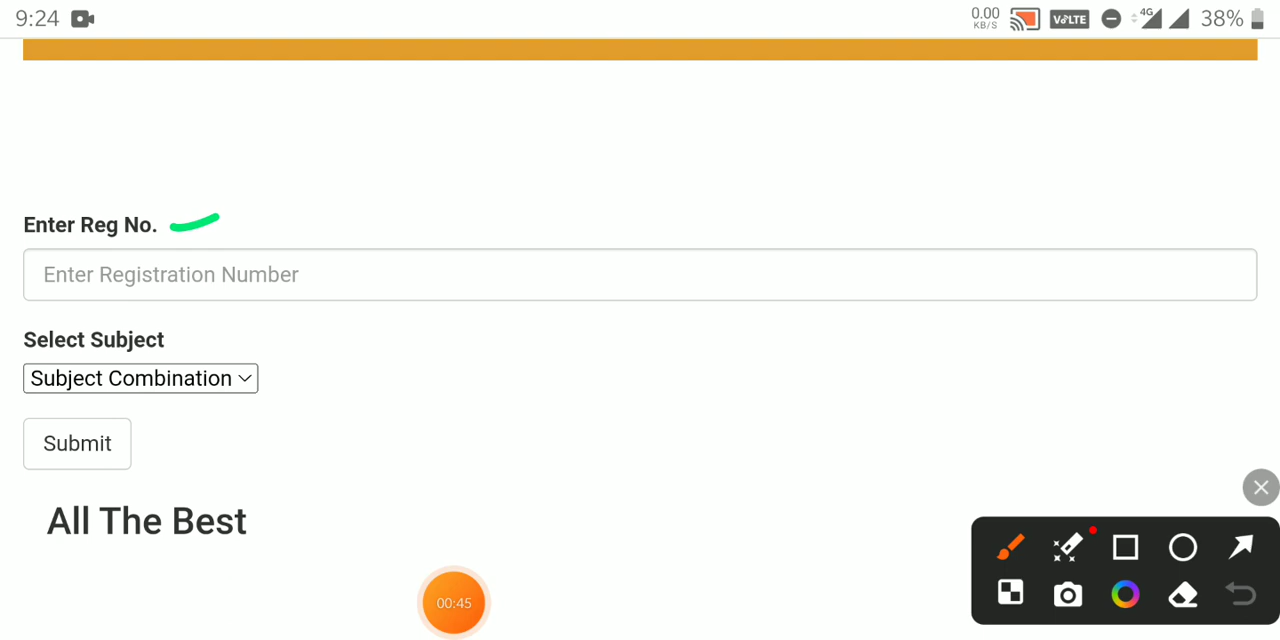 9:24 0.00 KB/S VoLTE 4G 38%
Enter Reg No.
Enter Registration Number
Select Subject
Subject Combination
Submit
All The Best
00:45